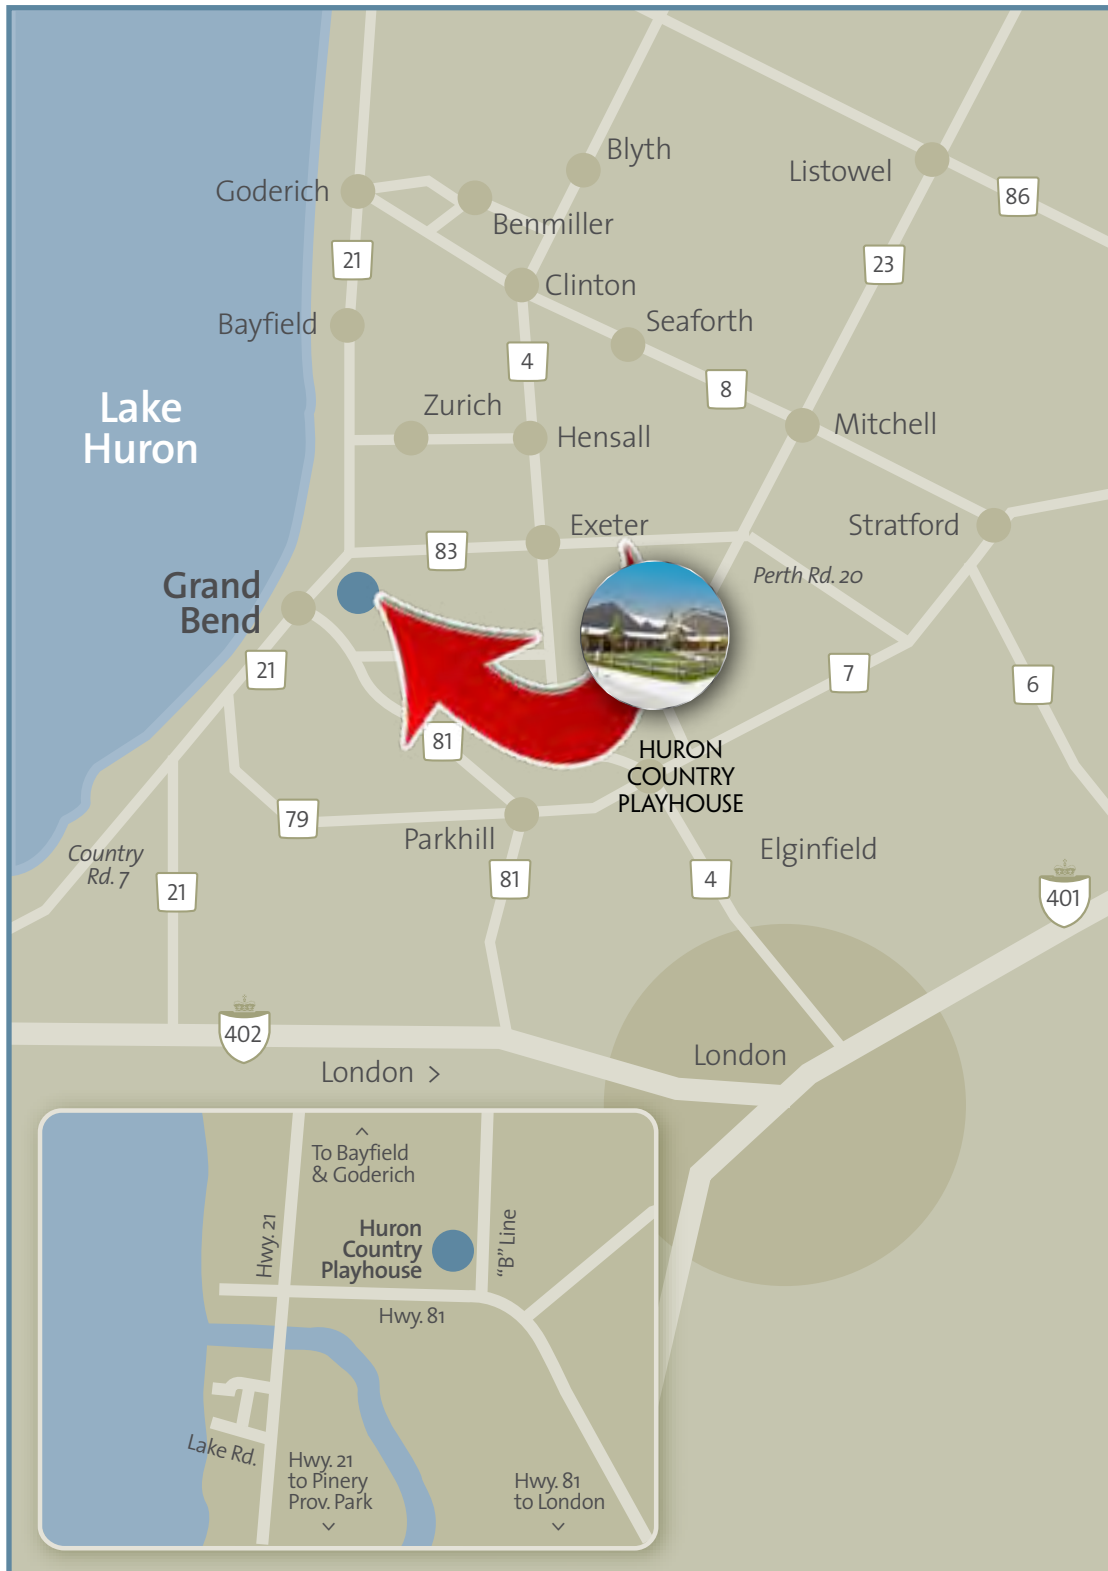 Blyth
Listowel
Goderich
86
Benmiller
21
23
Clinton
Bayfield
Seaforth
4
8
Zurich
Lake
Huron
Hensall
Mitchell
Exeter
Stratford
83
Perth Rd. 20
Grand
Bend
21
7
6
81
HURON
COUNTRY
PLAYHOUSE
79
Parkhill
Elginfield
Country
Rd. 7
21
81
4
401
402
London
London >
To Bayfield
& Goderich
Hwy. 21
Huron
Country
Playhouse
"B" Line
Hwy. 81
Lake Rd.
Hwy. 21
to Pinery
Prov. Park
Hwy. 81
to London